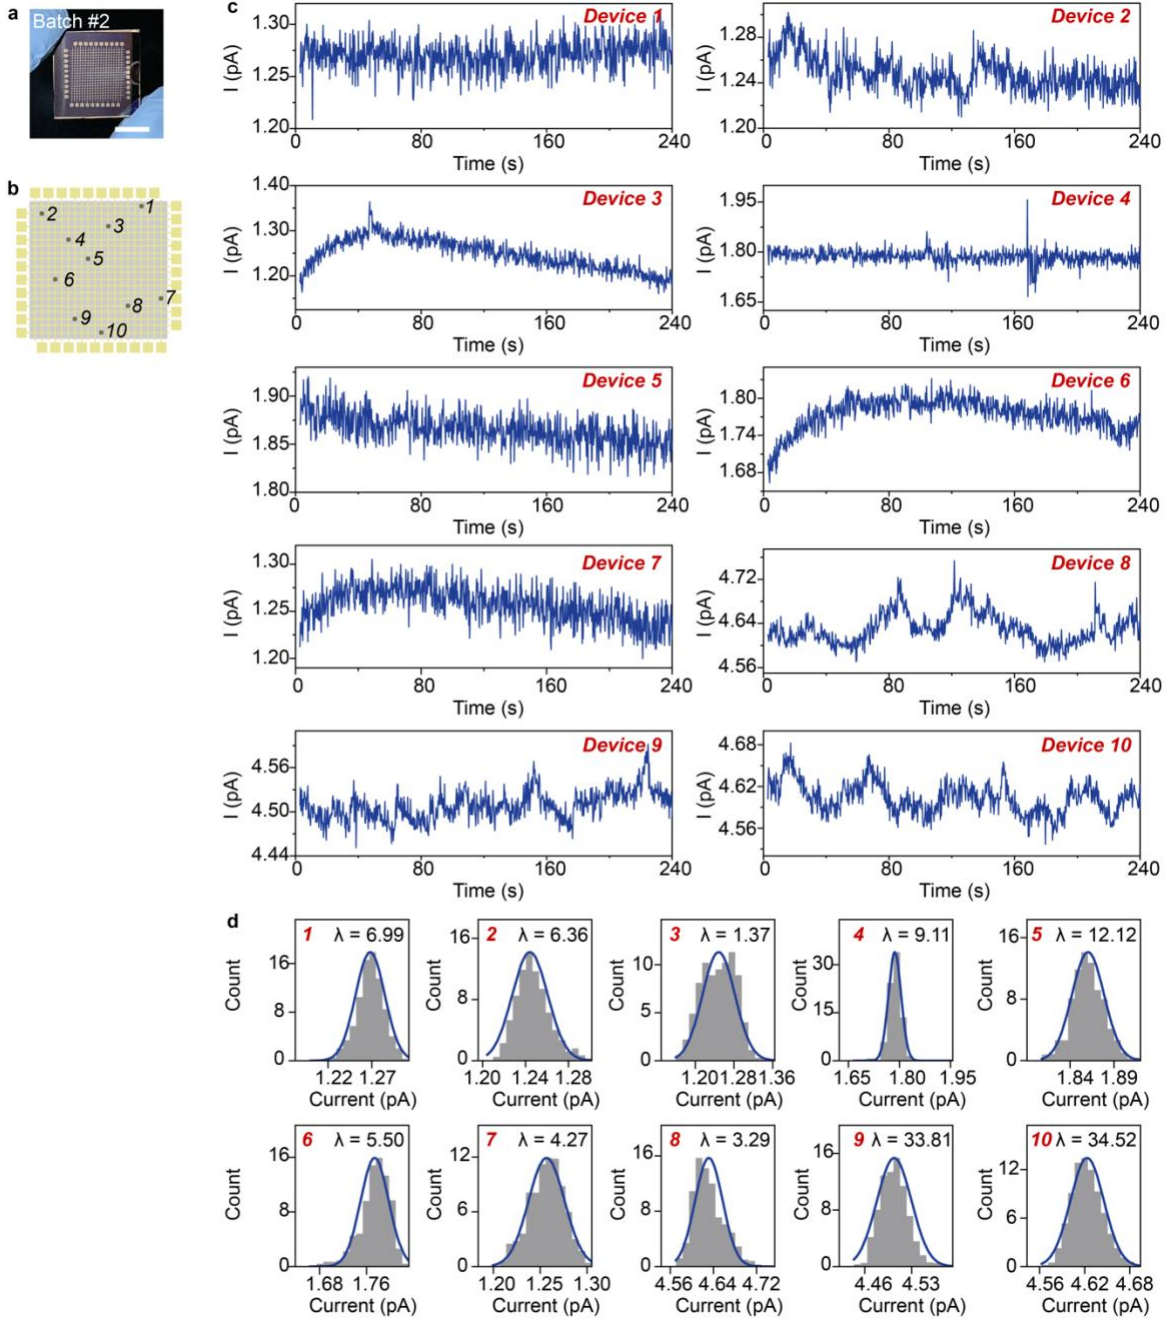 a
Batch #2
b
1
2
3
4
5
6
7
8
9
10
c
Device 1
I (pA)
1.30
1.25
1.20
0 80 160 240
Time (s)
Device 2
I (pA)
1.28
1.24
1.20
0 80 160 240
Time (s)
Device 3
I (pA)
1.40
1.30
1.20
0 80 160 240
Time (s)
Device 4
I (pA)
1.95
1.80
1.65
0 80 160 240
Time (s)
Device 5
I (pA)
1.90
1.85
1.80
0 80 160 240
Time (s)
Device 6
I (pA)
1.80
1.74
1.68
0 80 160 240
Time (s)
Device 7
I (pA)
1.30
1.25
1.20
0 80 160 240
Time (s)
Device 8
I (pA)
4.72
4.64
4.56
0 80 160 240
Time (s)
Device 9
I (pA)
4.56
4.50
4.44
0 80 160 240
Time (s)
Device 10
I (pA)
4.68
4.62
4.56
0 80 160 240
Time (s)
d
1 λ = 6.99
Count
16
8
0
1.22 1.27
Current (pA)
2 λ = 6.36
Count
16
8
0
1.20 1.24 1.28
Current (pA)
3 λ = 1.37
Count
10
5
0
1.20 1.28 1.36
Current (pA)
4 λ = 9.11
Count
30
15
0
1.65 1.80 1.95
Current (pA)
5 λ = 12.12
Count
16
8
0
1.84 1.89
Current (pA)
6 λ = 5.50
Count
16
8
0
1.68 1.76
Current (pA)
7 λ = 4.27
Count
12
6
0
1.20 1.25 1.30
Current (pA)
8 λ = 3.29
Count
16
8
0
4.56 4.64 4.72
Current (pA)
9 λ = 33.81
Count
16
8
0
4.46 4.53
Current (pA)
10 λ = 34.52
Count
12
6
0
4.56 4.62 4.68
Current (pA)